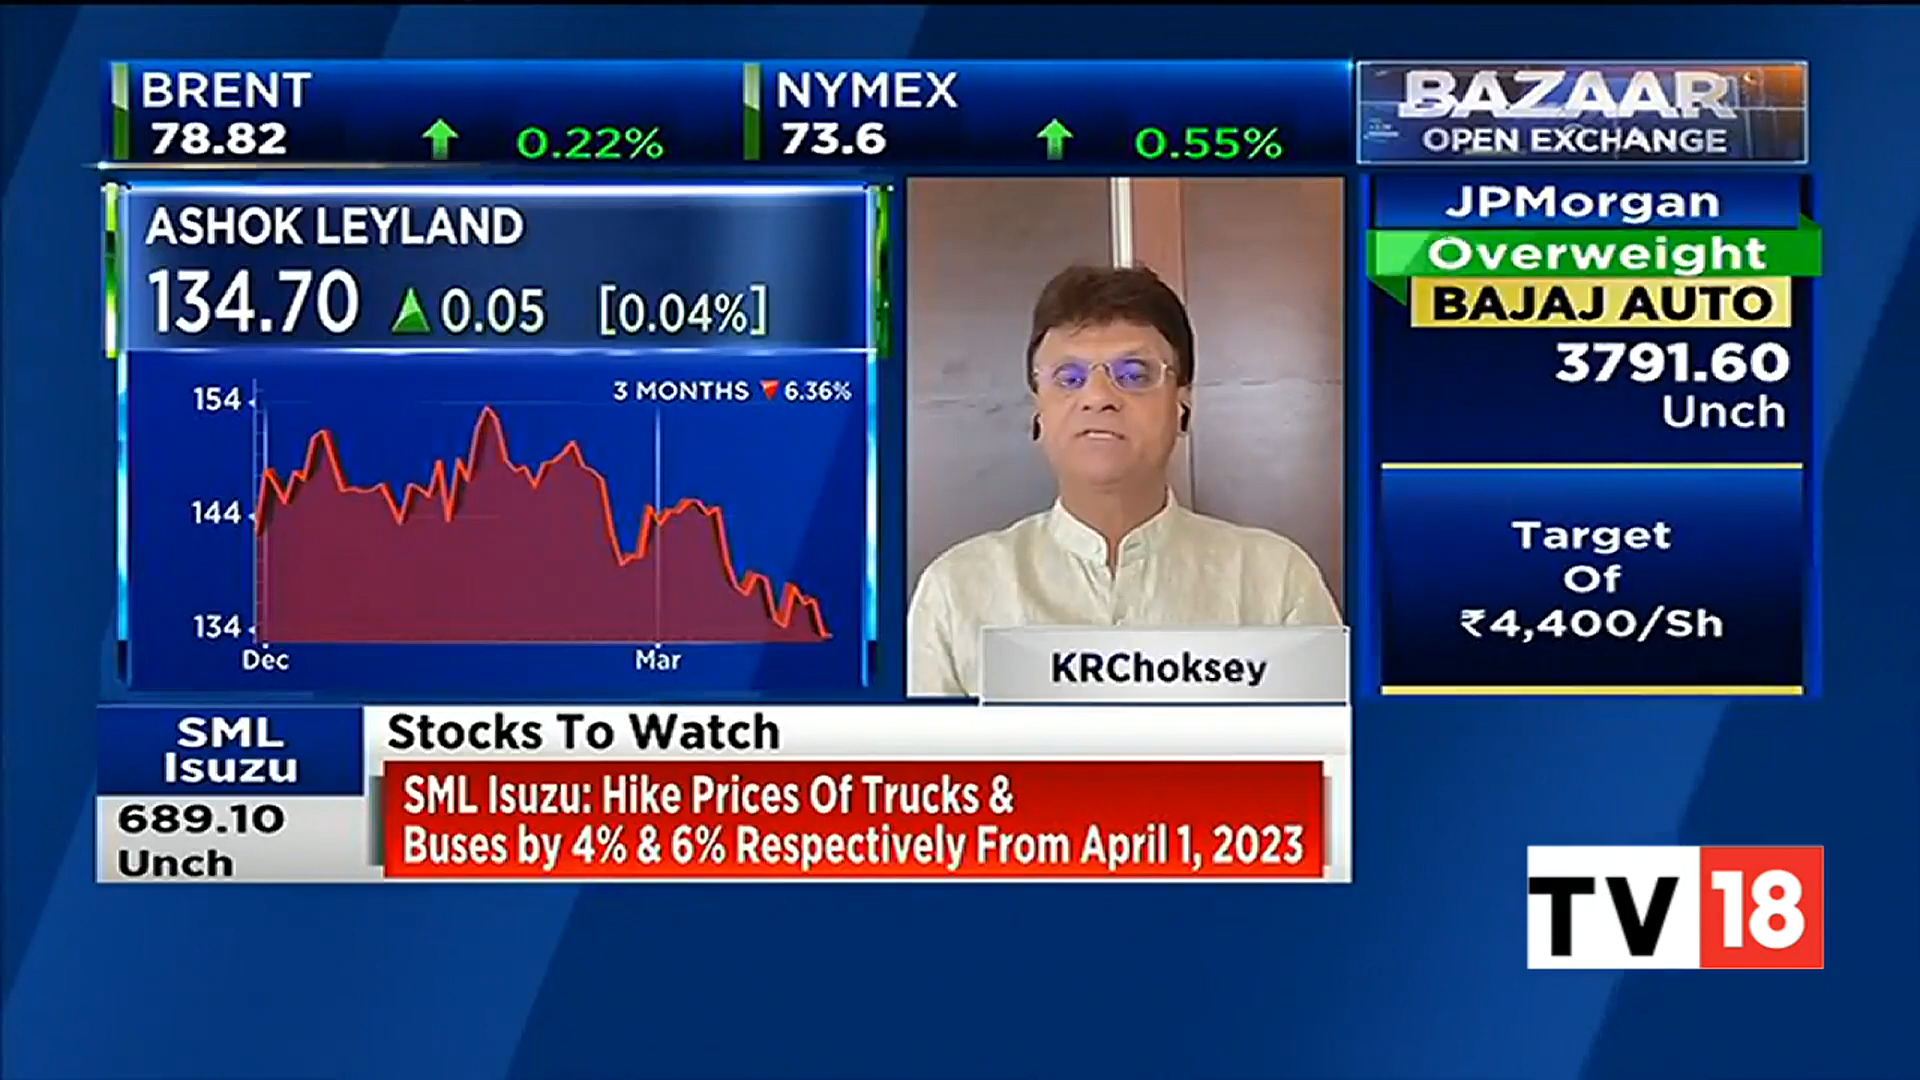 BRENT
78.82 0.22%
NYMEX
73.6 0.55%
BAZAAR
OPEN EXCHANGE
ASHOK LEYLAND
134.70 ▲ 0.05 [0.04%]
3 MONTHS ▼ 6.36%
154
144
134
Dec Mar
KRChoksey
JPMorgan
Overweight
BAJAJ AUTO
3791.60
Unch
Target
Of
₹4,400/Sh
SML
Isuzu
689.10
Unch
Stocks To Watch
SML Isuzu: Hike Prices Of Trucks &
Buses by 4% & 6% Respectively From April 1, 2023
TV18